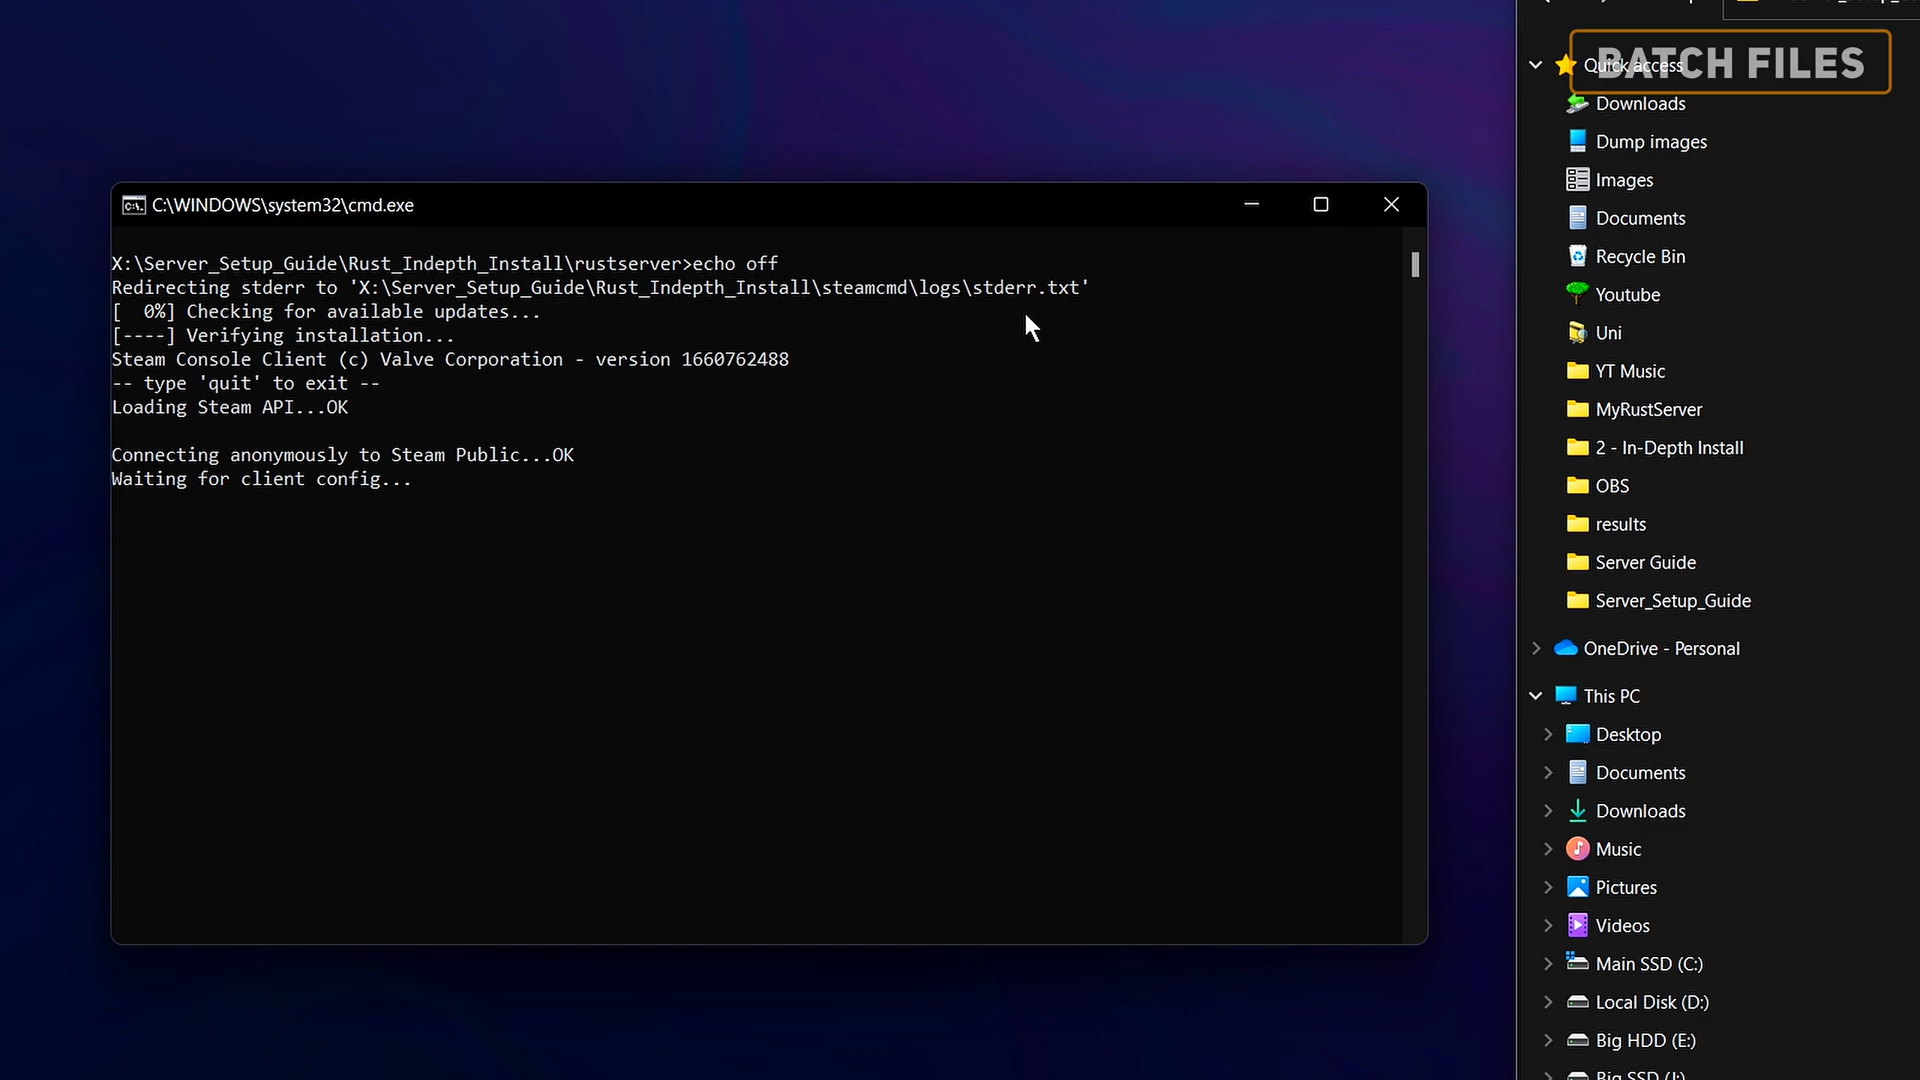 C:\WINDOWS\system32\cmd.exe
X:\Server_Setup_Guide\Rust_Indepth_Install\rustserver>echo off
Redirecting stderr to 'X:\Server_Setup_Guide\Rust_Indepth_Install\steamcmd\logs\stderr.txt'
[  0%] Checking for available updates...
[----] Verifying installation...
Steam Console Client (c) Valve Corporation - version 1660762488
-- type 'quit' to exit --
Loading Steam API...OK
Connecting anonymously to Steam Public...OK
Waiting for client config...
BATCH FILES
Quick access
Downloads
Dump images
Images
Documents
Recycle Bin
Youtube
Uni
YT Music
MyRustServer
2 - In-Depth Install
OBS
results
Server Guide
Server_Setup_Guide
OneDrive - Personal
This PC
Desktop
Documents
Downloads
Music
Pictures
Videos
Main SSD (C:)
Local Disk (D:)
Big HDD (E:)